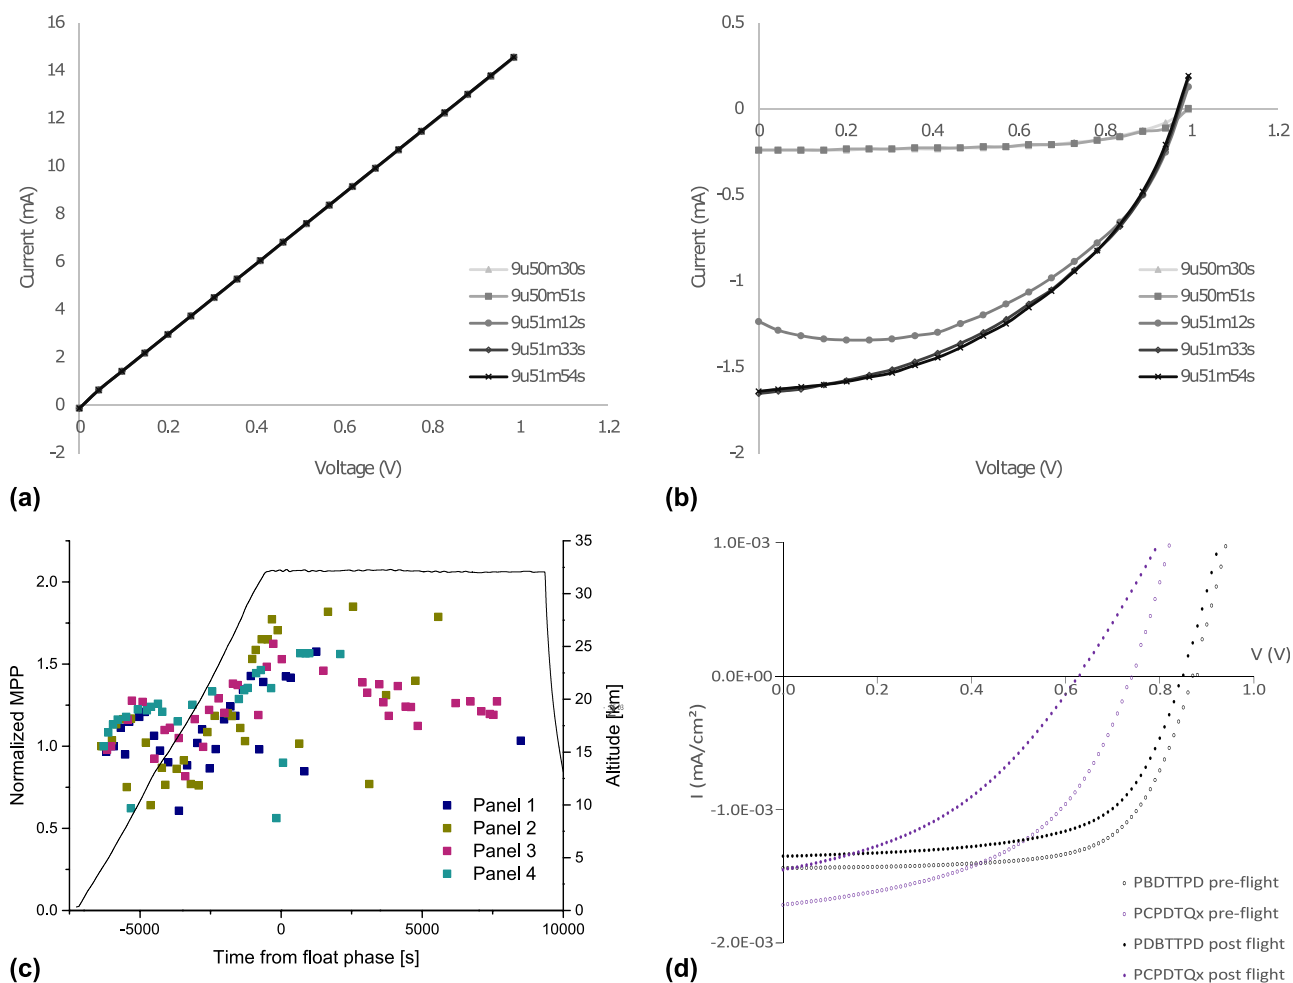 16
14
12
10
8
6
4
2
0
-2
0
0.2
0.4
0.6
0.8
1
1.2
Current (mA)
Voltage (V)
9u50m30s
9u50m51s
9u51m12s
9u51m33s
9u51m54s
(a)
0.5
0
-0.5
-1
-1.5
-2
0
0.2
0.4
0.6
0.8
1
1.2
Current (mA)
Voltage (V)
9u50m30s
9u50m51s
9u51m12s
9u51m33s
9u51m54s
(b)
2.0
1.5
1.0
0.5
0.0
Normalized MPP
35
30
25
20
15
10
5
0
Altitude [km]
-5000
0
5000
10000
Time from float phase [s]
Panel 1
Panel 2
Panel 3
Panel 4
(c)
1.0E-03
0.0E+00
-1.0E-03
-2.0E-03
I (mA/cm²)
V (V)
0.0
0.2
0.4
0.6
0.8
1.0
PBDTTPD pre-flight
PCPDTQx pre-flight
PDBTTPD post flight
PCPDTQx post flight
(d)